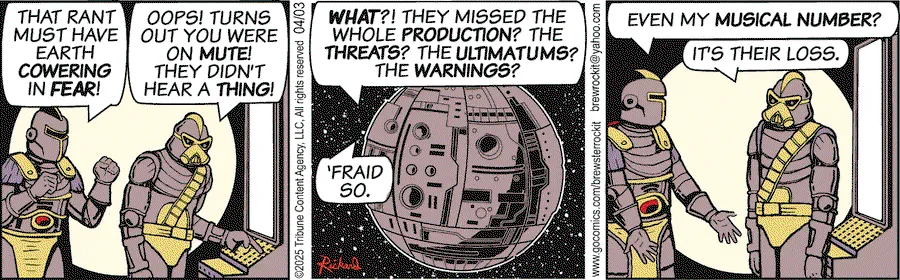 THAT RANT
MUST HAVE
EARTH
COWERING
IN FEAR!
OOPS! TURNS
OUT YOU WERE
ON MUTE!
THEY DIDN'T
HEAR A THING!
©2025 Tribune Content Agency, LLC, All rights reserved 04/03
WHAT?! THEY MISSED THE
WHOLE PRODUCTION? THE
THREATS? THE ULTIMATUMS?
THE WARNINGS?
'FRAID
SO.
Rickard
www.gocomics.com/brewsterrockit brewrockit@yahoo.com
EVEN MY MUSICAL NUMBER?
IT'S THEIR LOSS.